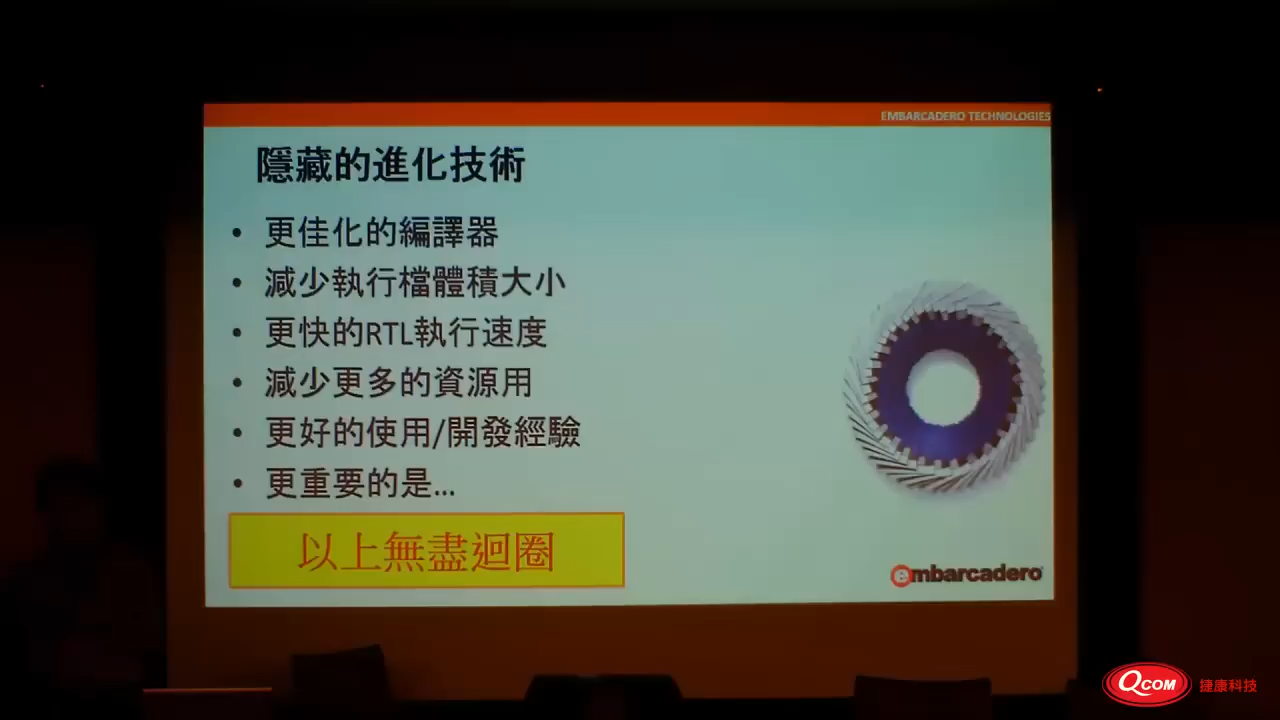 EMBARCADERO TECHNOLOGIES
隱藏的進化技術
• 更佳化的編譯器
• 減少執行檔體積大小
• 更快的RTL執行速度
• 減少更多的資源用
• 更好的使用/開發經驗
• 更重要的是...
以上無盡迴圈
embarcadero
QCOM 捷康科技